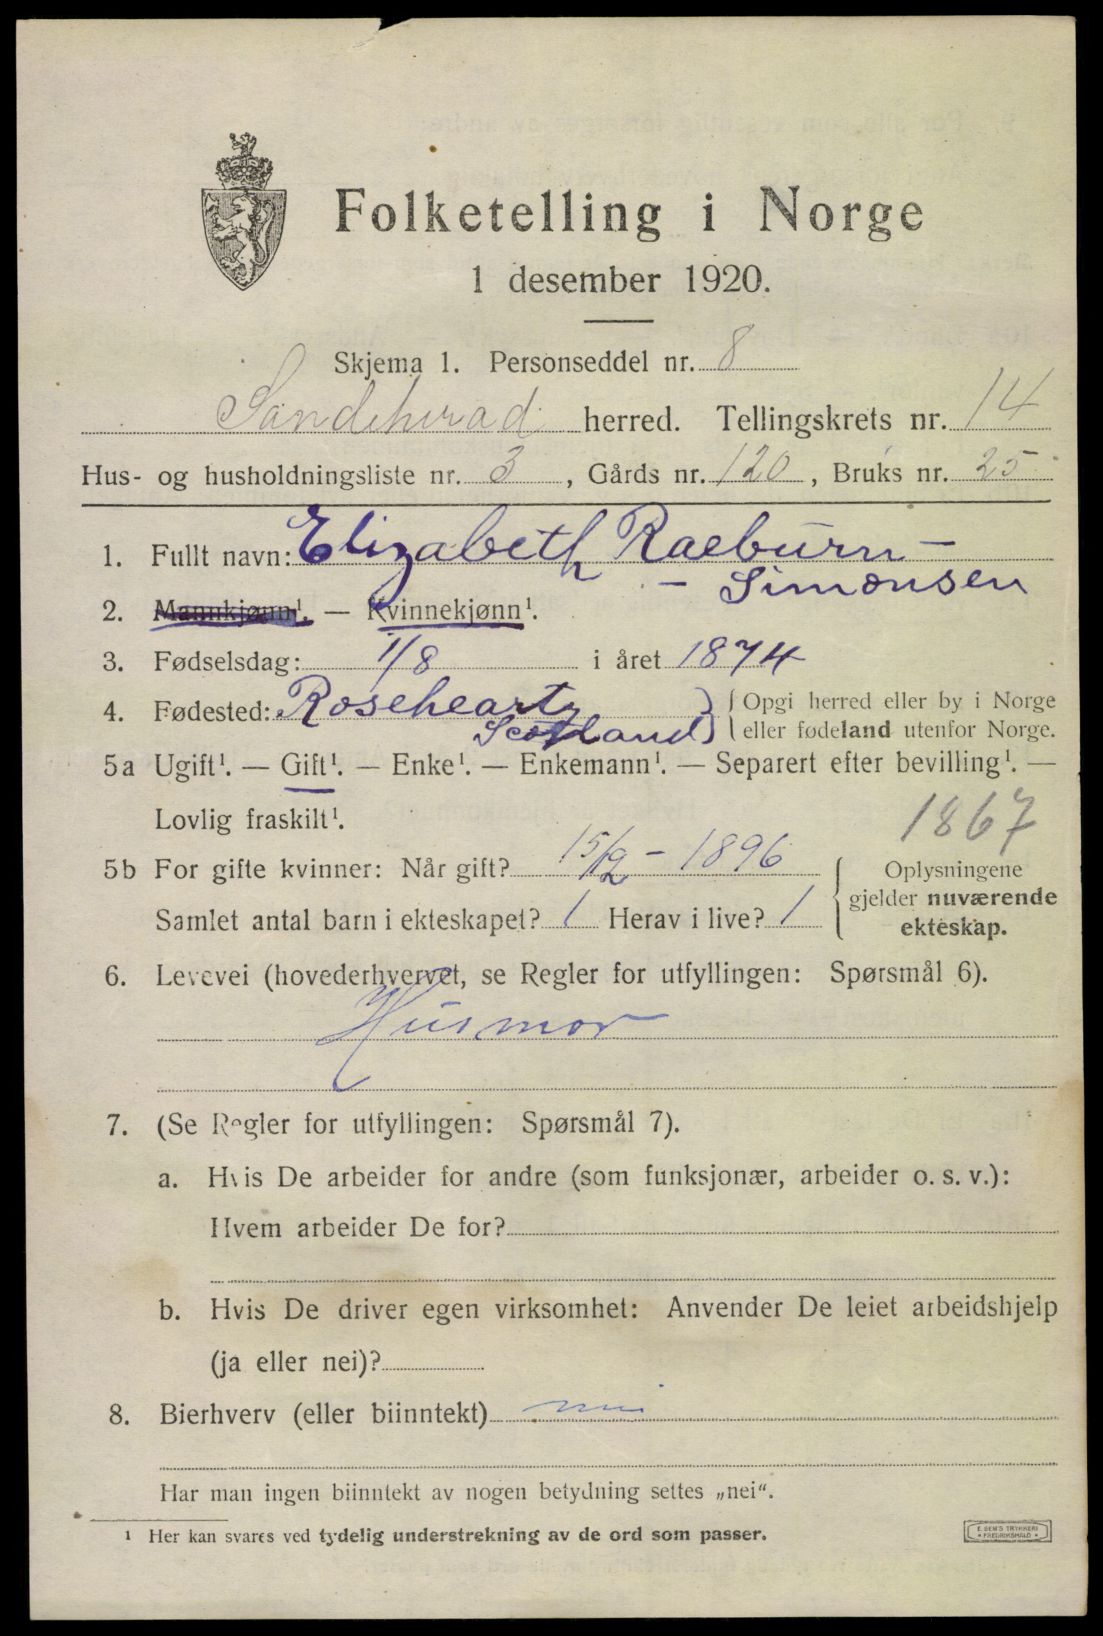 Folketelling i Norge
1 desember 1920.
Skjema 1. Personseddel nr. 8
Sandeherad herred. Tellingskrets nr. 14
Hus- og husholdningsliste nr. 3, Gårds nr. 120, Bruks nr. 25
1. Fullt navn: Elizabeth Raeburn –
– Simonsen
2. Mannkjønn¹. — Kvinnekjønn¹.
3. Fødselsdag: 1/8 i året 1874
4. Fødested: Rosehearty Scotland) { Opgi herred eller by i Norge
eller fødeland utenfor Norge.
5a Ugift¹. — Gift¹. — Enke¹. — Enkemann¹. — Separert efter bevilling¹. —
Lovlig fraskilt¹.
1867
5b For gifte kvinner: Når gift? 15/9 – 1896
Samlet antal barn i ekteskapet? 1 Herav i live? 1
Oplysningene
gjelder nuværende
ekteskap.
6. Levevei (hovederhvervet, se Regler for utfyllingen: Spørsmål 6).
Husmor
7. (Se Regler for utfyllingen: Spørsmål 7).
a. Hvis De arbeider for andre (som funksjonær, arbeider o. s. v.):
Hvem arbeider De for?
b. Hvis De driver egen virksomhet: Anvender De leiet arbeidshjelp
(ja eller nei)?
8. Bierhverv (eller biinntekt) nei
Har man ingen biinntekt av nogen betydning settes „nei“.
¹ Her kan svares ved tydelig understrekning av de ord som passer.
E. SEM'S TRYKKERI
• FREDRIKSHALD •